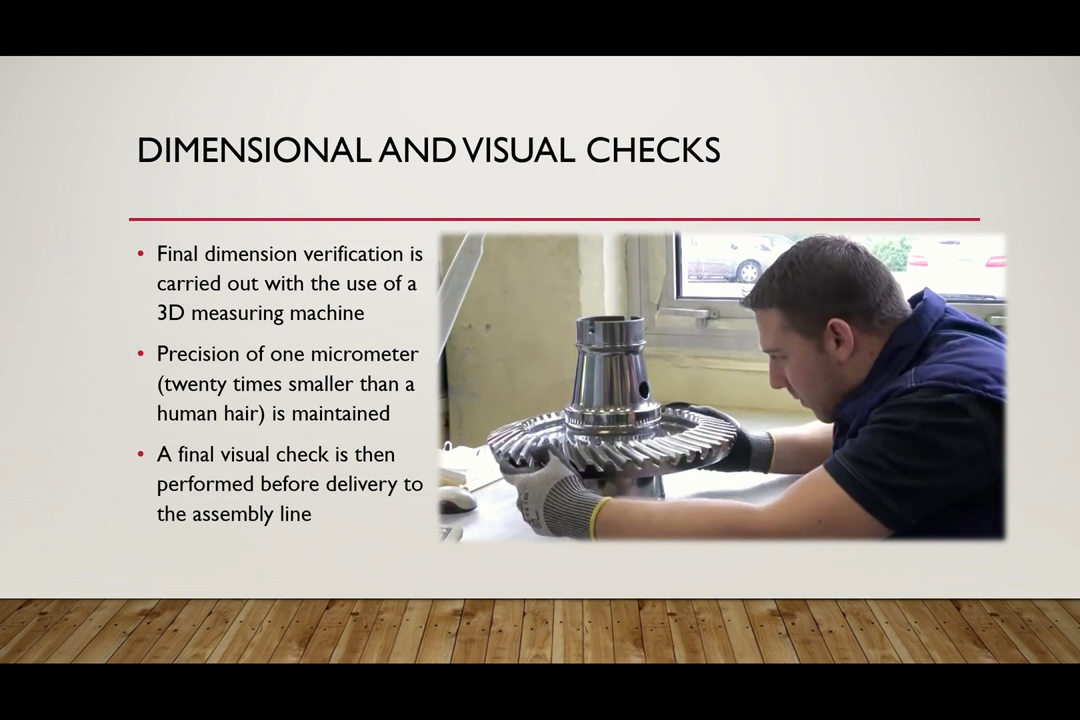 DIMENSIONAL AND VISUAL CHECKS
• Final dimension verification is
carried out with the use of a
3D measuring machine
• Precision of one micrometer
(twenty times smaller than a
human hair) is maintained
• A final visual check is then
performed before delivery to
the assembly line